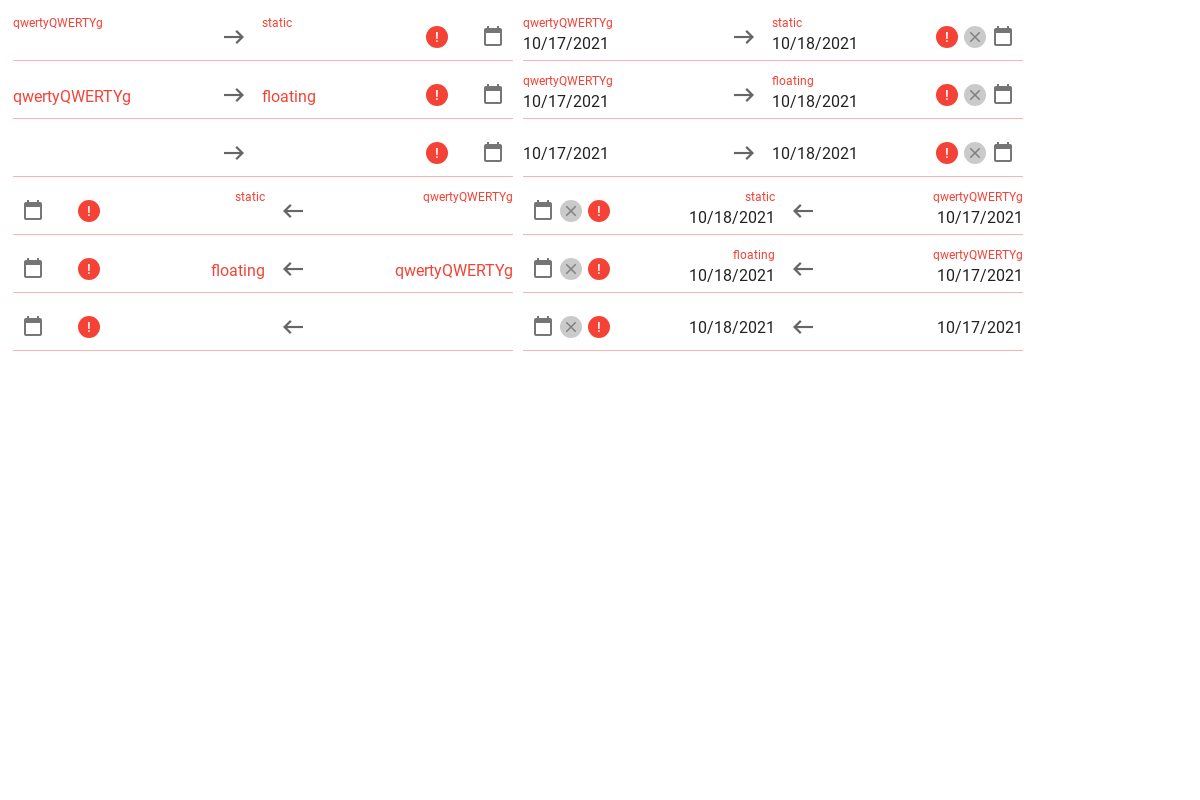 qwertyQWERTYg static qwertyQWERTYg static
10/17/2021 10/18/2021
qwertyQWERTYg floating
qwertyQWERTYg floating 10/17/2021 10/18/2021
10/17/2021 10/18/2021
static qwertyQWERTYg static qwertyQWERTYg
10/18/2021 10/17/2021
floating qwertyQWERTYg
floating qwertyQWERTYg 10/18/2021 10/17/2021
10/18/2021 10/17/2021